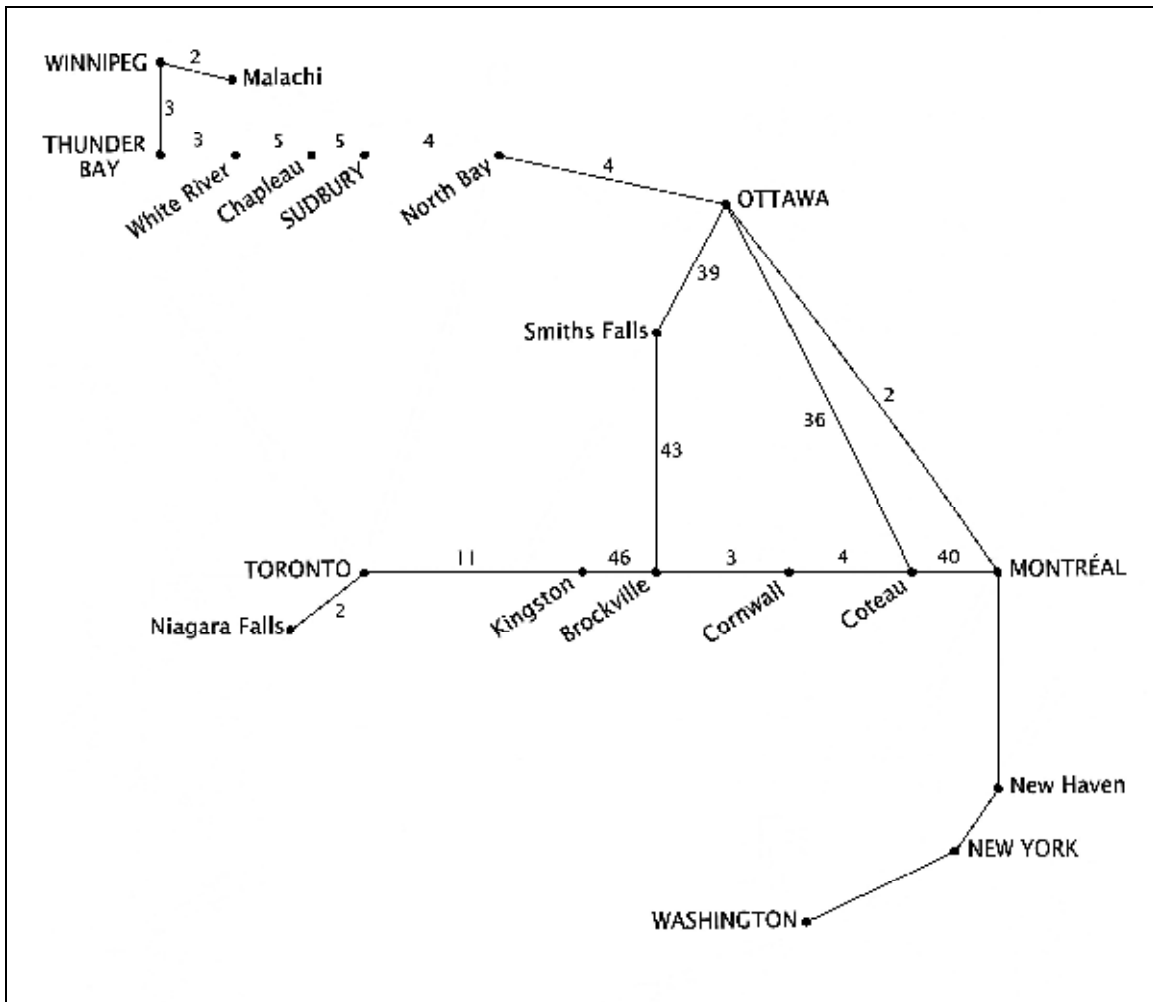 WINNIPEG
2
Malachi
3
THUNDER
BAY
3
5
5
4
4
White River
Chapleau
SUDBURY
North Bay
OTTAWA
39
Smiths Falls
2
36
43
TORONTO
11
46
3
4
40
MONTRÉAL
Kingston
Brockville
Cornwall
Coteau
Niagara Falls
2
New Haven
NEW YORK
WASHINGTON